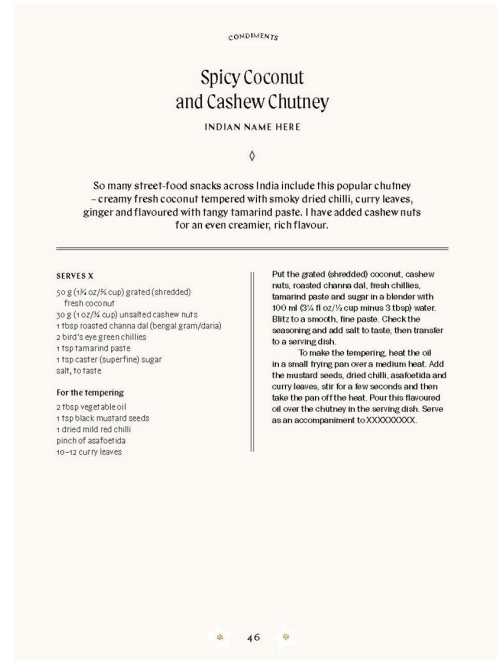 CONDIMENTS
Spicy Coconut
and Cashew Chutney
INDIAN NAME HERE
So many street-food snacks across India include this popular chutney
– creamy fresh coconut tempered with smoky dried chilli, curry leaves,
ginger and flavoured with tangy tamarind paste. I have added cashew nuts
for an even creamier, rich flavour.
SERVES X
50 g (1¾ oz/¾ cup) grated (shredded)
fresh coconut
30 g (1 oz/¼ cup) unsalted cashew nuts
1 tbsp roasted channa dal (bengal gram/daria)
2 bird's eye green chillies
1 tsp tamarind paste
1 tsp caster (superfine) sugar
salt, to taste
For the tempering
2 tbsp vegetable oil
1 tsp black mustard seeds
1 dried mild red chilli
pinch of asafoetida
10–12 curry leaves
Put the grated (shredded) coconut, cashew
nuts, roasted channa dal, fresh chillies,
tamarind paste and sugar in a blender with
100 ml (3½ fl oz/½ cup minus 3 tbsp) water.
Blitz to a smooth, fine paste. Check the
seasoning and add salt to taste, then transfer
to a serving dish.
To make the tempering, heat the oil
in a small frying pan over a medium heat. Add
the mustard seeds, dried chilli, asafoetida and
curry leaves, stir for a few seconds and then
take the pan off the heat. Pour this flavoured
oil over the chutney in the serving dish. Serve
as an accompaniment to XXXXXXXXX.
46